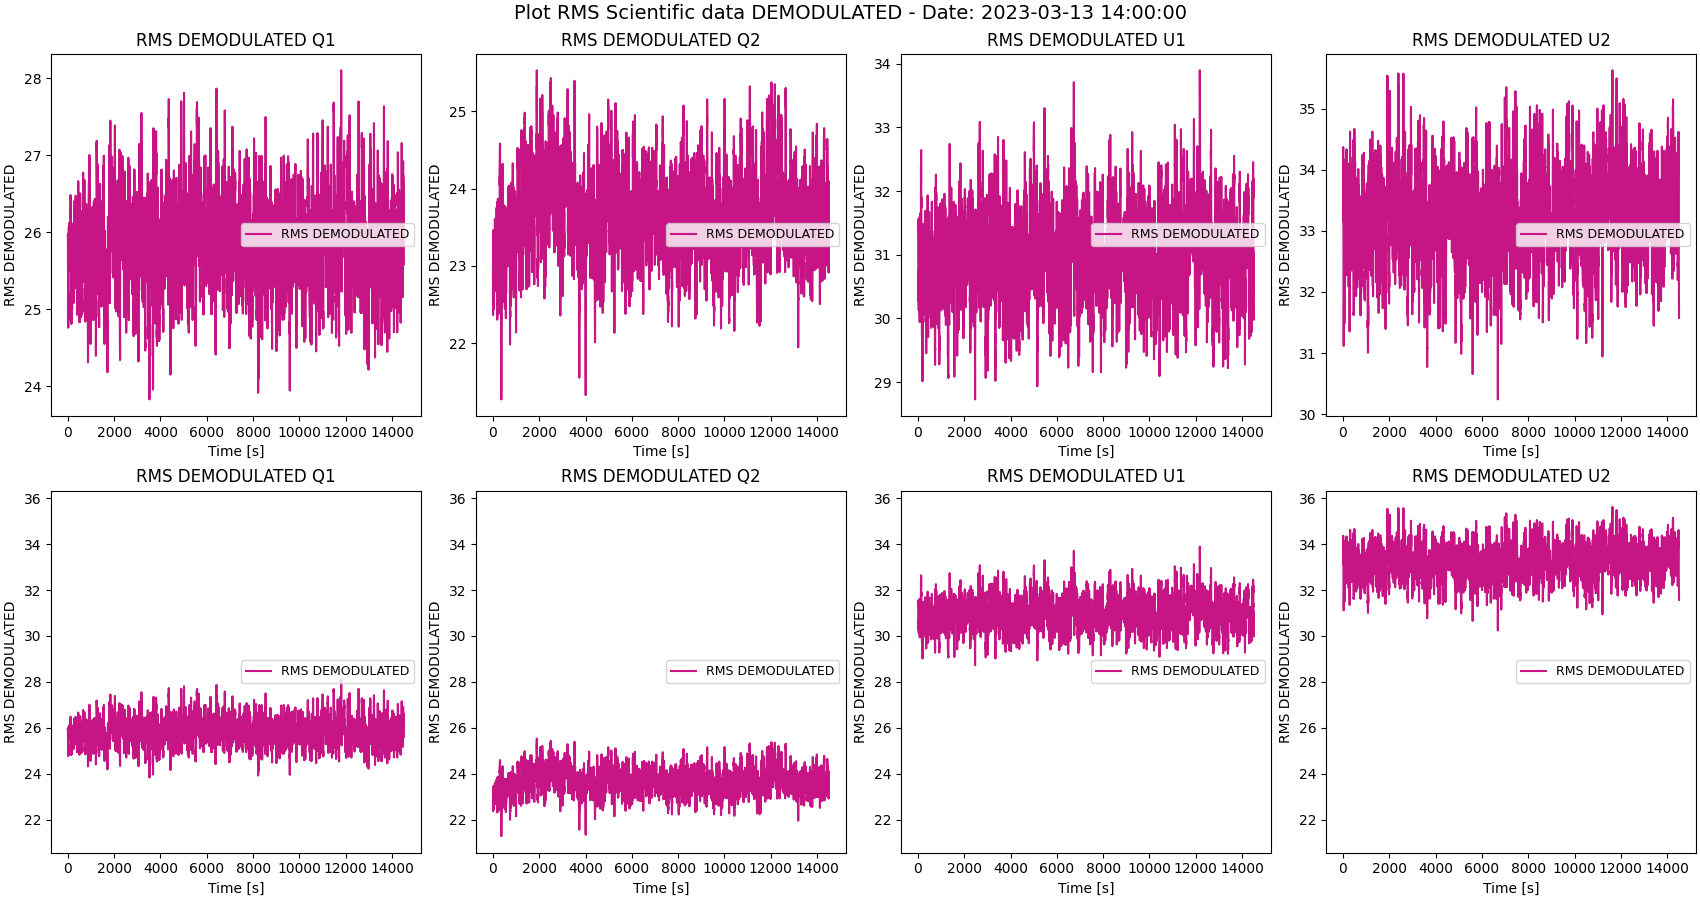 Plot RMS Scientific data DEMODULATED - Date: 2023-03-13 14:00:00
RMS DEMODULATED Q1
RMS DEMODULATED
28
27
26
25
24
RMS DEMODULATED
0 2000 4000 6000 8000 10000 12000 14000
Time [s]
RMS DEMODULATED Q2
RMS DEMODULATED
25
24
23
22
RMS DEMODULATED
0 2000 4000 6000 8000 10000 12000 14000
Time [s]
RMS DEMODULATED U1
RMS DEMODULATED
34
33
32
31
30
29
RMS DEMODULATED
0 2000 4000 6000 8000 10000 12000 14000
Time [s]
RMS DEMODULATED U2
RMS DEMODULATED
35
34
33
32
31
30
RMS DEMODULATED
0 2000 4000 6000 8000 10000 12000 14000
Time [s]
RMS DEMODULATED Q1
RMS DEMODULATED
36
34
32
30
28
26
24
22
RMS DEMODULATED
0 2000 4000 6000 8000 10000 12000 14000
Time [s]
RMS DEMODULATED Q2
RMS DEMODULATED
36
34
32
30
28
26
24
22
RMS DEMODULATED
0 2000 4000 6000 8000 10000 12000 14000
Time [s]
RMS DEMODULATED U1
RMS DEMODULATED
36
34
32
30
28
26
24
22
RMS DEMODULATED
0 2000 4000 6000 8000 10000 12000 14000
Time [s]
RMS DEMODULATED U2
RMS DEMODULATED
36
34
32
30
28
26
24
22
RMS DEMODULATED
0 2000 4000 6000 8000 10000 12000 14000
Time [s]